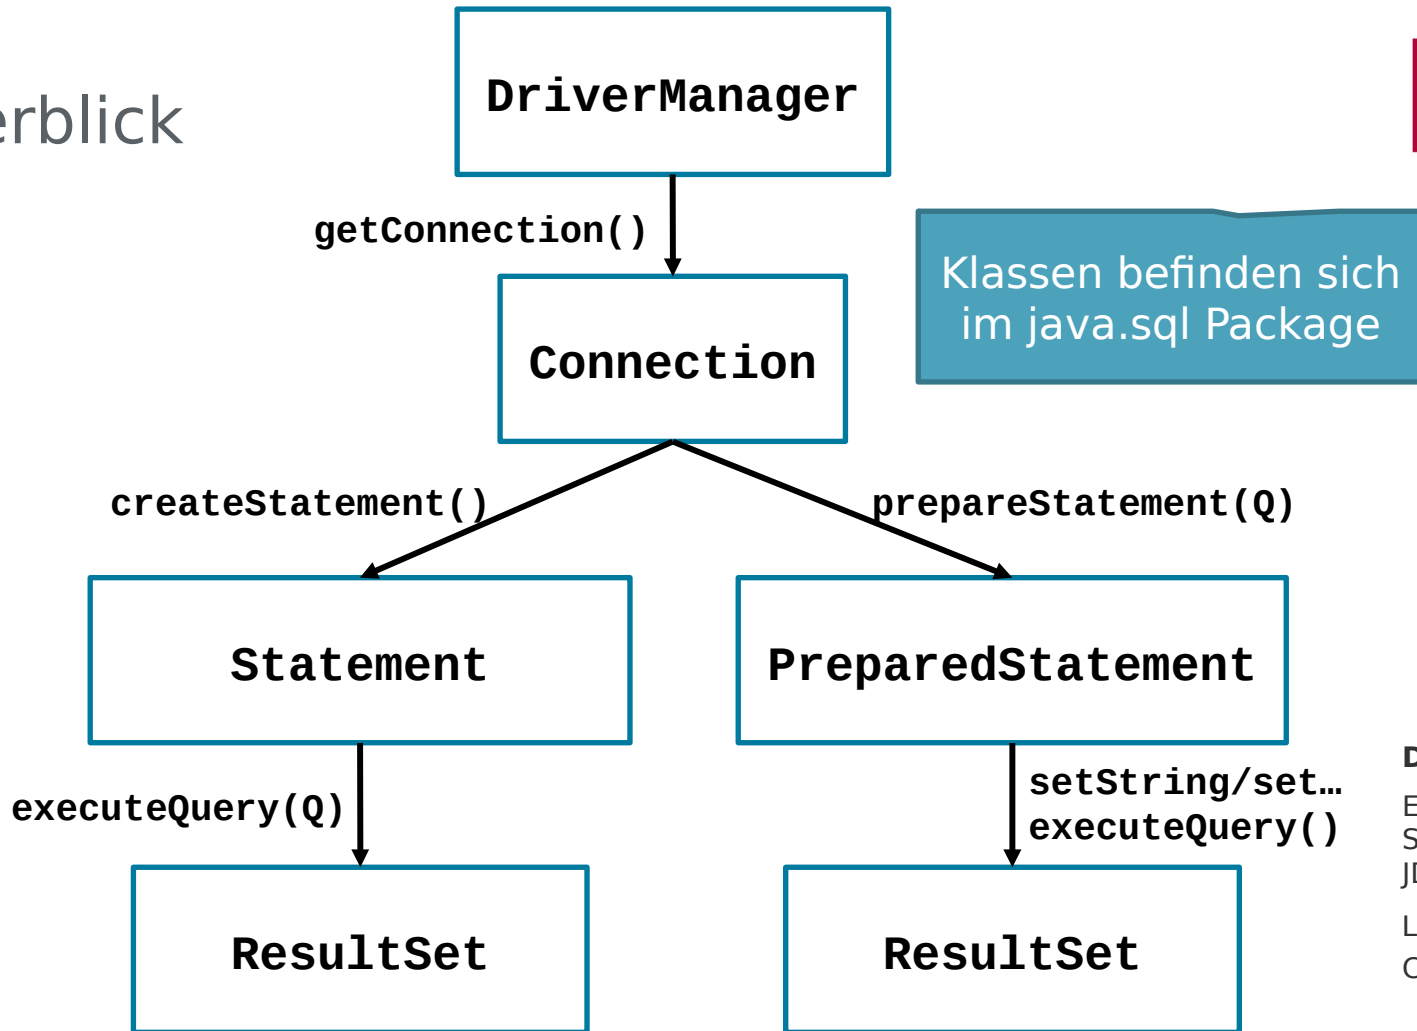 DriverManager
erblick
getConnection()
Klassen befinden sich
im java.sql Package
Connection
createStatement()
prepareStatement(Q)
Statement
PreparedStatement
executeQuery(Q)
setString/set…
executeQuery()
ResultSet
ResultSet